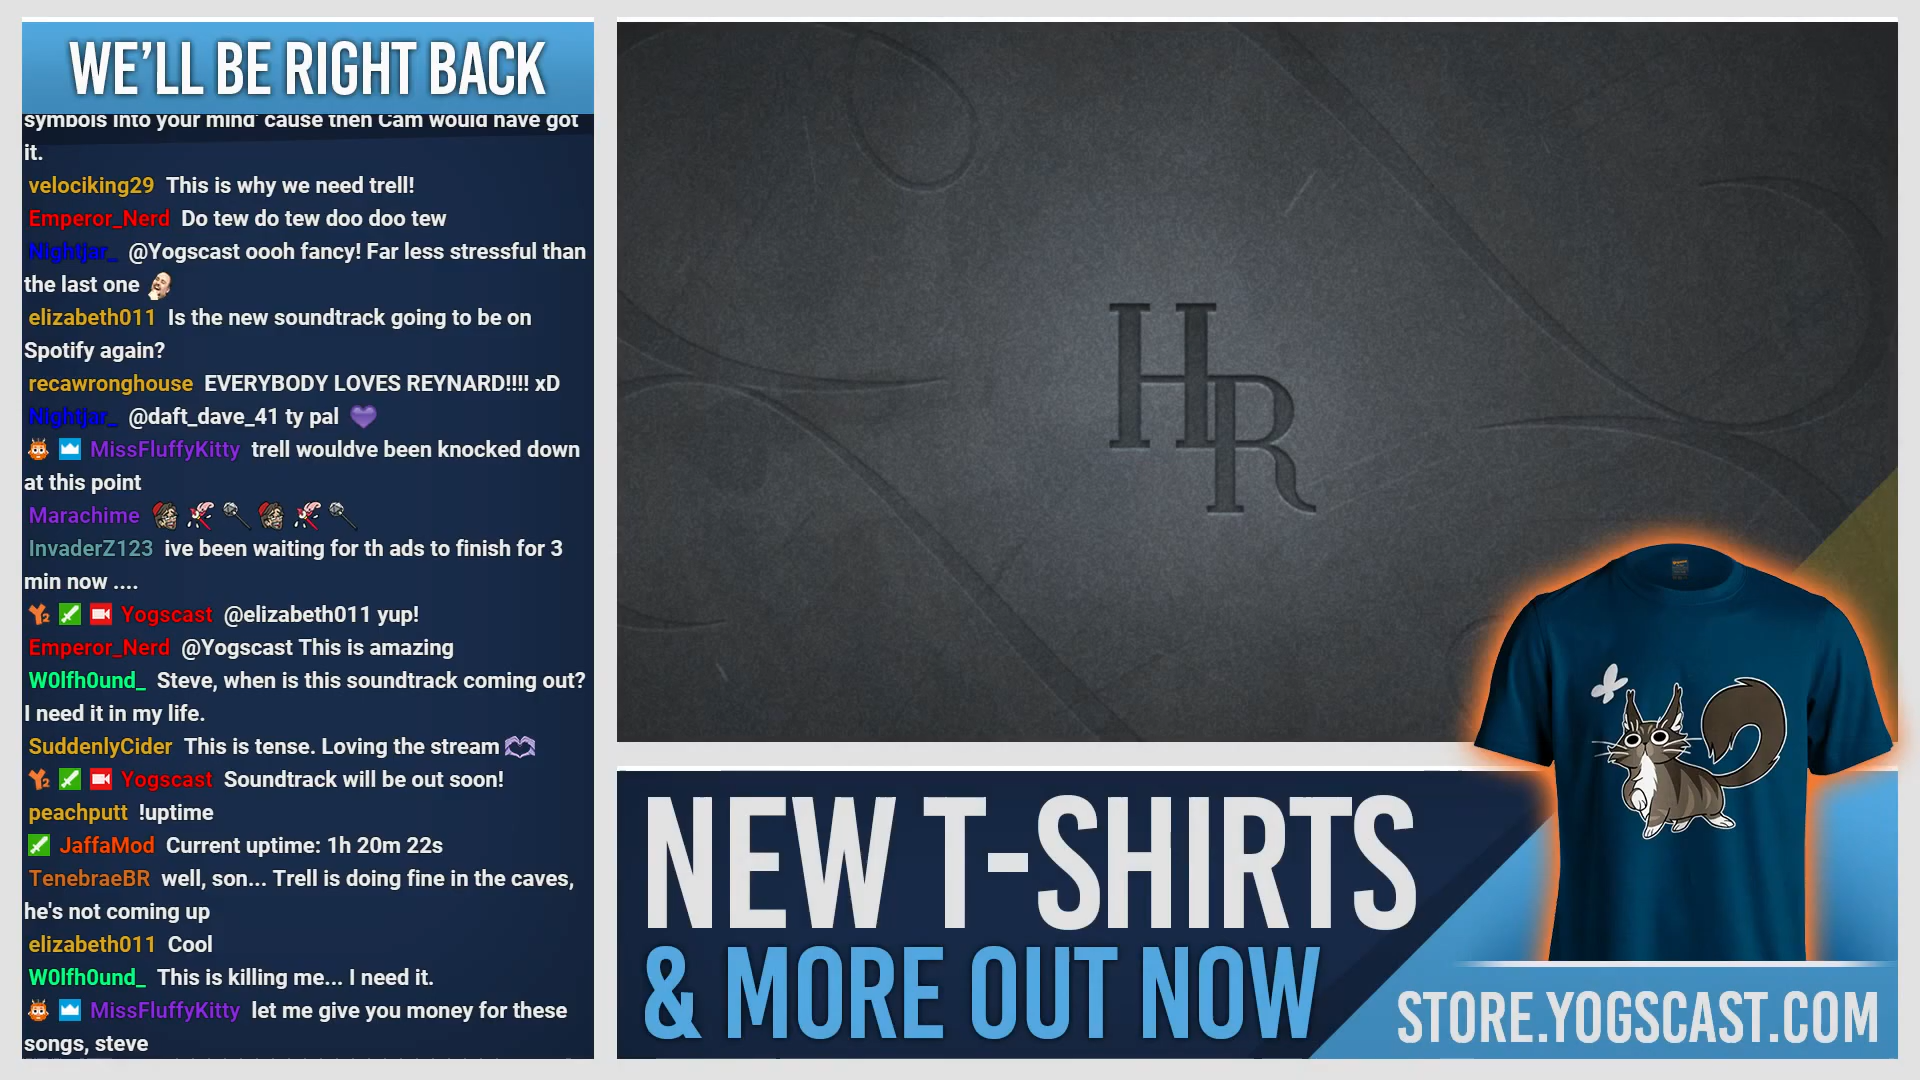 WE'LL BE RIGHT BACK
symbols into your mind' cause then Cam would have got
it.
velociking29 This is why we need trell!
Emperor_Nerd Do tew do tew doo doo tew
Nightjar_ @Yogscast oooh fancy! Far less stressful than
the last one
elizabeth011 Is the new soundtrack going to be on
Spotify again?
recawronghouse EVERYBODY LOVES REYNARD!!!! xD
Nightjar_ @daft_dave_41 ty pal
MissFluffyKitty trell wouldve been knocked down
at this point
Marachime
InvaderZ123 ive been waiting for th ads to finish for 3
min now ....
Yogscast @elizabeth011 yup!
Emperor_Nerd @Yogscast This is amazing
W0lfh0und_ Steve, when is this soundtrack coming out?
I need it in my life.
SuddenlyCider This is tense. Loving the stream
Yogscast Soundtrack will be out soon!
peachputt !uptime
JaffaMod Current uptime: 1h 20m 22s
TenebraeBR well, son... Trell is doing fine in the caves,
he's not coming up
elizabeth011 Cool
W0lfh0und_ This is killing me... I need it.
MissFluffyKitty let me give you money for these
songs, steve
HR
NEW T-SHIRTS
& MORE OUT NOW
STORE.YOGSCAST.COM